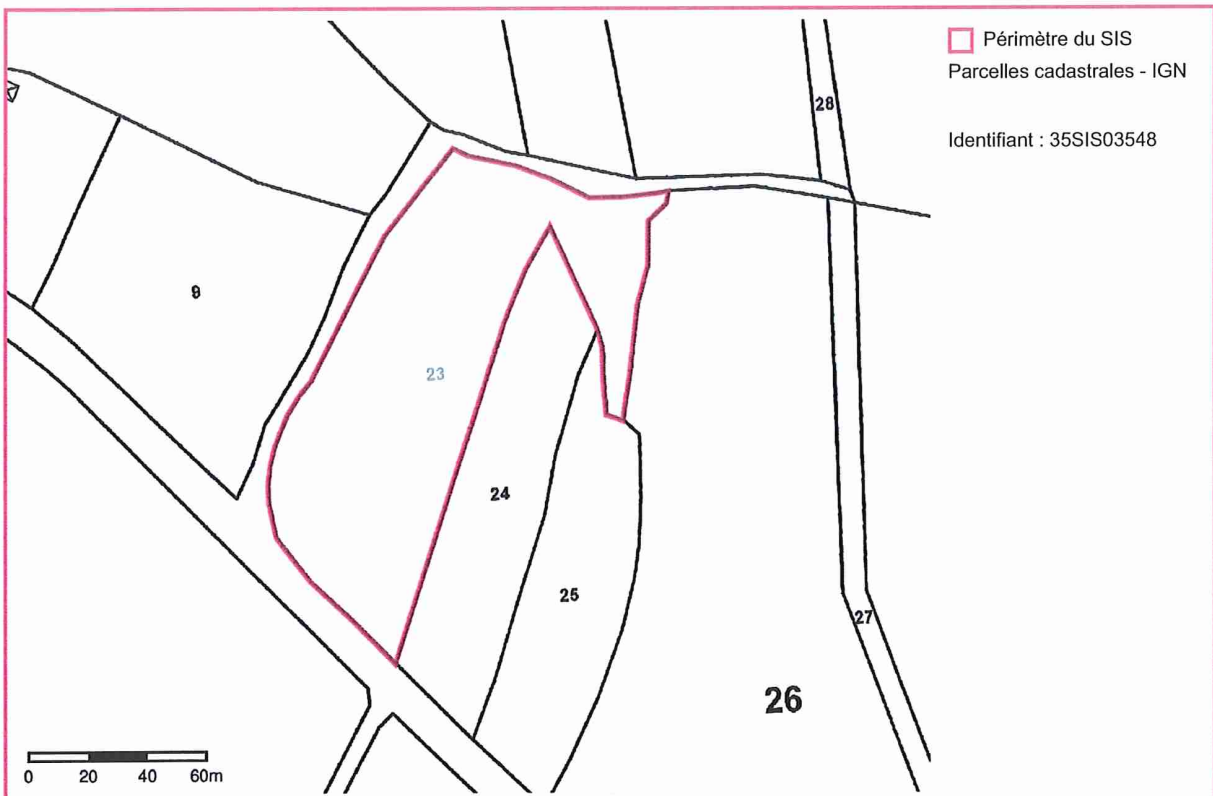 Périmètre du SIS
Parcelles cadastrales - IGN
Identifiant : 35SIS03548
28
9
23
24
25
27
26
0 20 40 60m